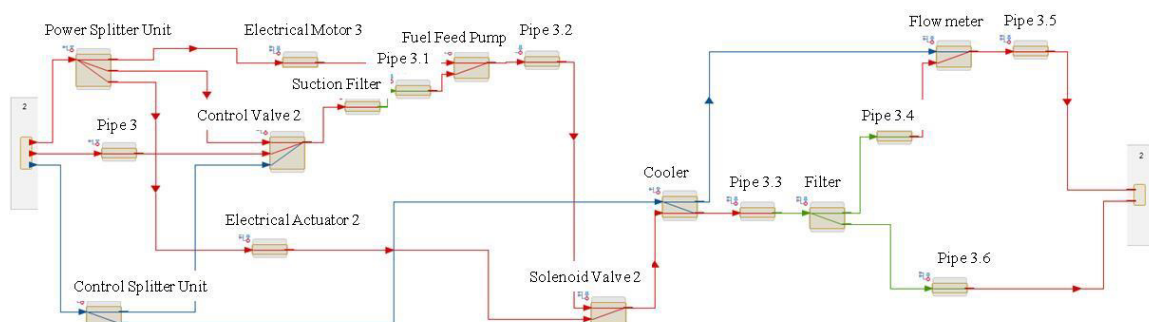 Power Splitter Unit
Electrical Motor 3
Fuel Feed Pump
Pipe 3.2
Flow meter
Pipe 3.5
Pipe 3.1
Suction Filter
2
Pipe 3
Control Valve 2
Pipe 3.4
2
Cooler
Pipe 3.3
Filter
Electrical Actuator 2
Pipe 3.6
Solenoid Valve 2
Control Splitter Unit